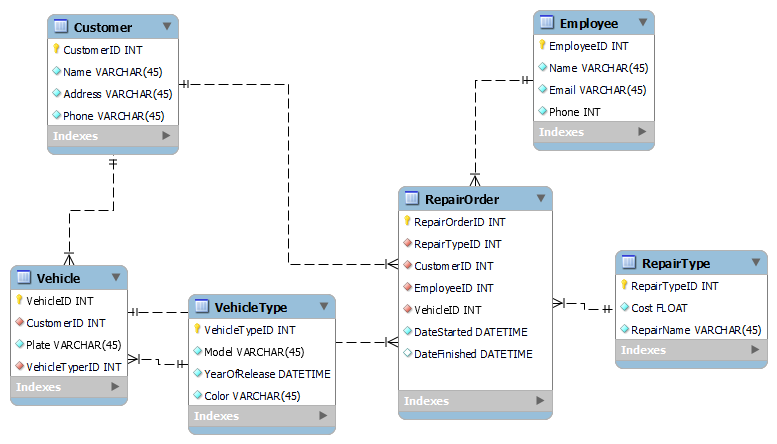 Customer
CustomerID INT
Name VARCHAR(45)
Address VARCHAR(45)
Phone VARCHAR(45)
Indexes
Employee
EmployeeID INT
Name VARCHAR(45)
Email VARCHAR(45)
Phone INT
Indexes
RepairOrder
RepairOrderID INT
RepairTypeID INT
CustomerID INT
EmployeeID INT
VehicleID INT
DateStarted DATETIME
DateFinished DATETIME
Indexes
RepairType
RepairTypeID INT
Cost FLOAT
RepairName VARCHAR(45)
Indexes
Vehicle
VehicleID INT
CustomerID INT
Plate VARCHAR(45)
VehicleTyperID INT
Indexes
VehicleType
VehicleTypeID INT
Model VARCHAR(45)
YearOfRelease DATETIME
Color VARCHAR(45)
Indexes